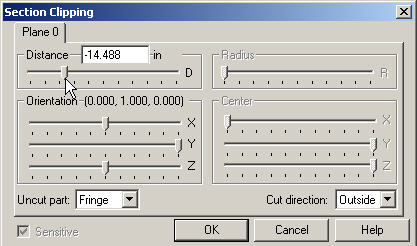 Section Clipping
Plane 0
Distance -14.488 in
Radius
D
R
Orientation (0.000, 1.000, 0.000)
Center
X
X
Y
Y
Z
Z
Uncut part: Fringe
Cut direction: Outside
Sensitive
OK
Cancel
Help